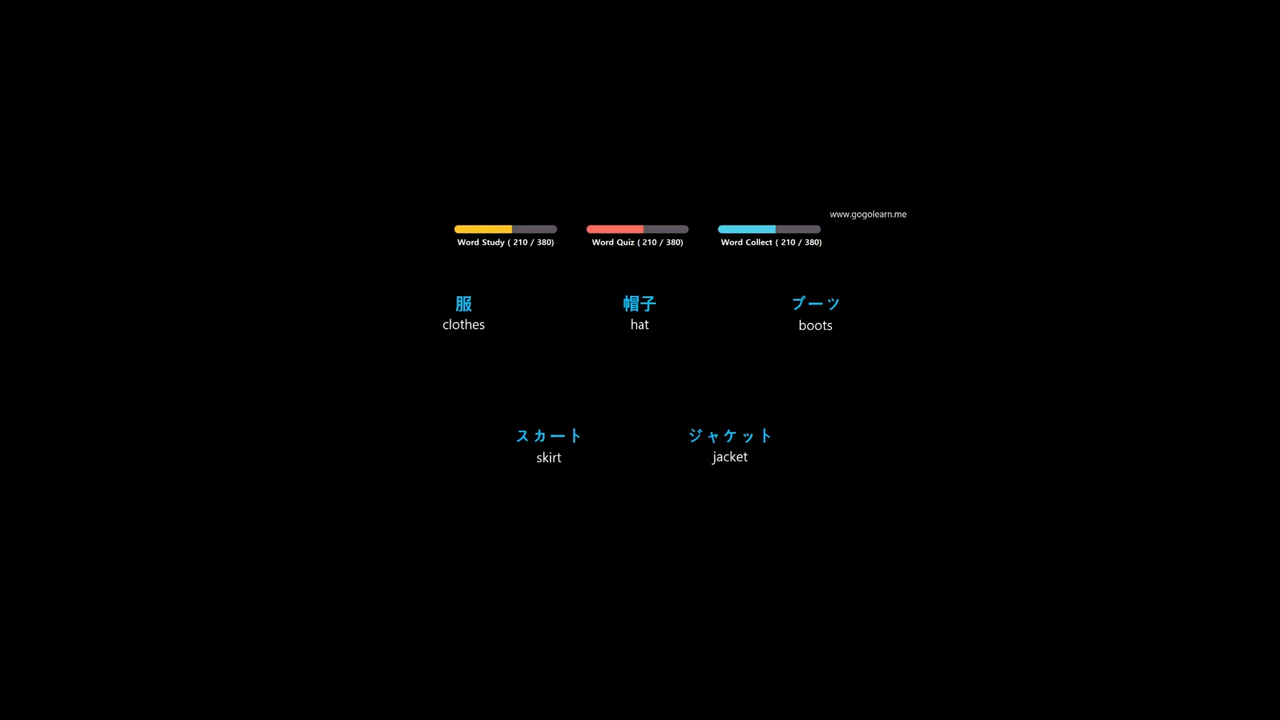 www.gogolearn.me
Word Study ( 210 / 380)
Word Quiz ( 210 / 380)
Word Collect ( 210 / 380)
服
clothes
帽子
hat
ブーツ
boots
スカート
skirt
ジャケット
jacket